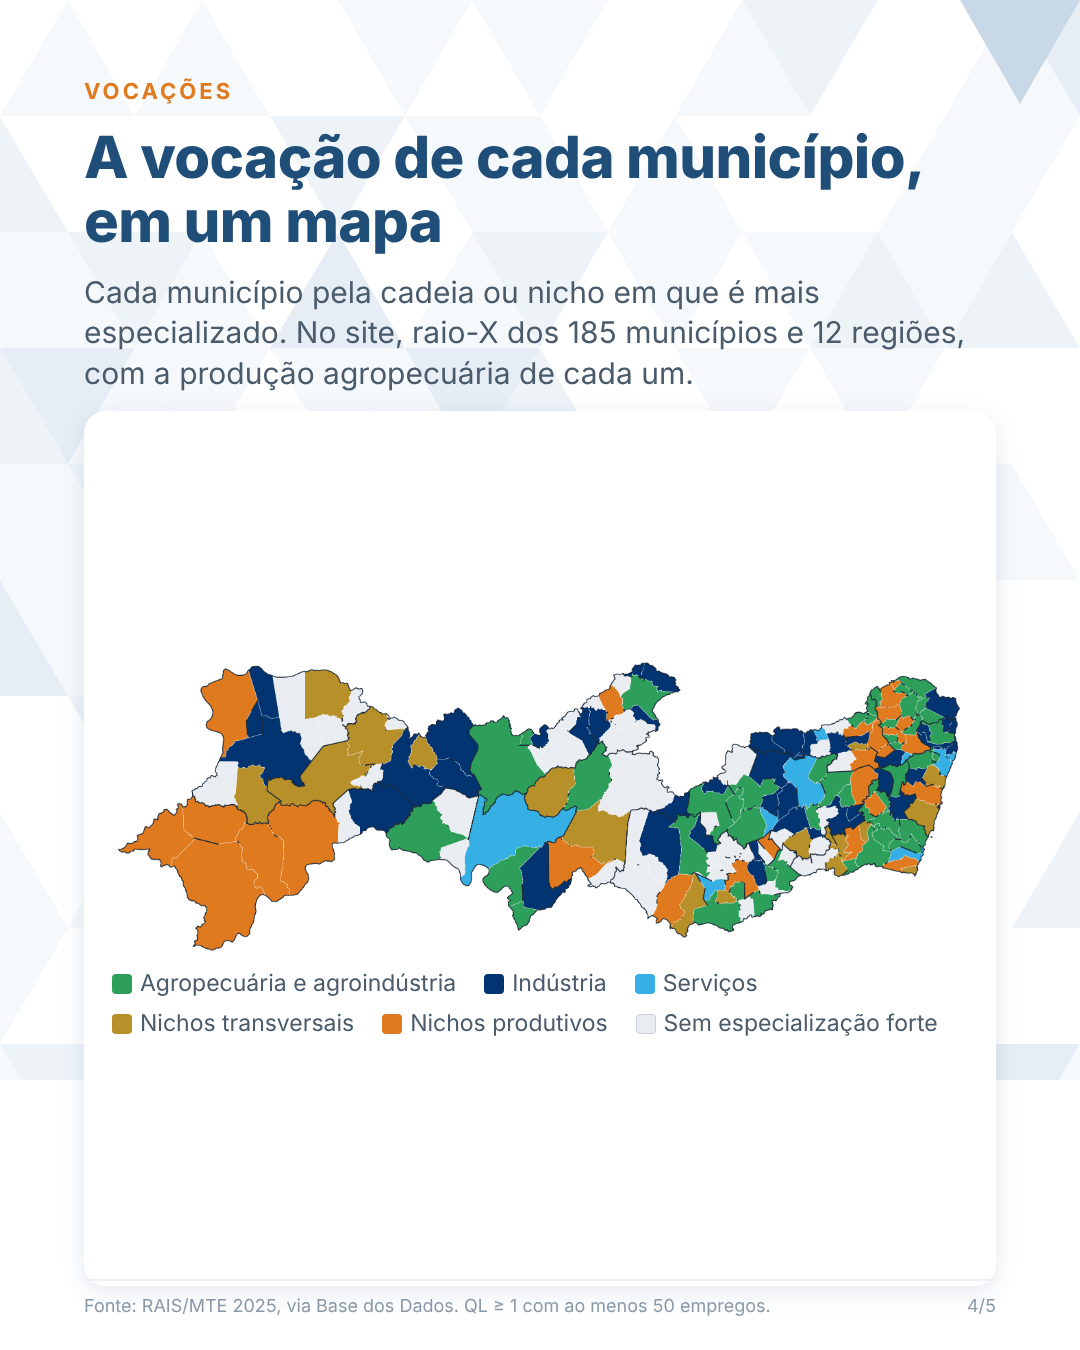 VOCAÇÕES
A vocação de cada município,
em um mapa
Cada município pela cadeia ou nicho em que é mais
especializado. No site, raio-X dos 185 municípios e 12 regiões,
com a produção agropecuária de cada um.
Agropecuária e agroindústria Indústria Serviços
Nichos transversais Nichos produtivos Sem especialização forte
Fonte: RAIS/MTE 2025, via Base dos Dados. QL ≥ 1 com ao menos 50 empregos. 4/5